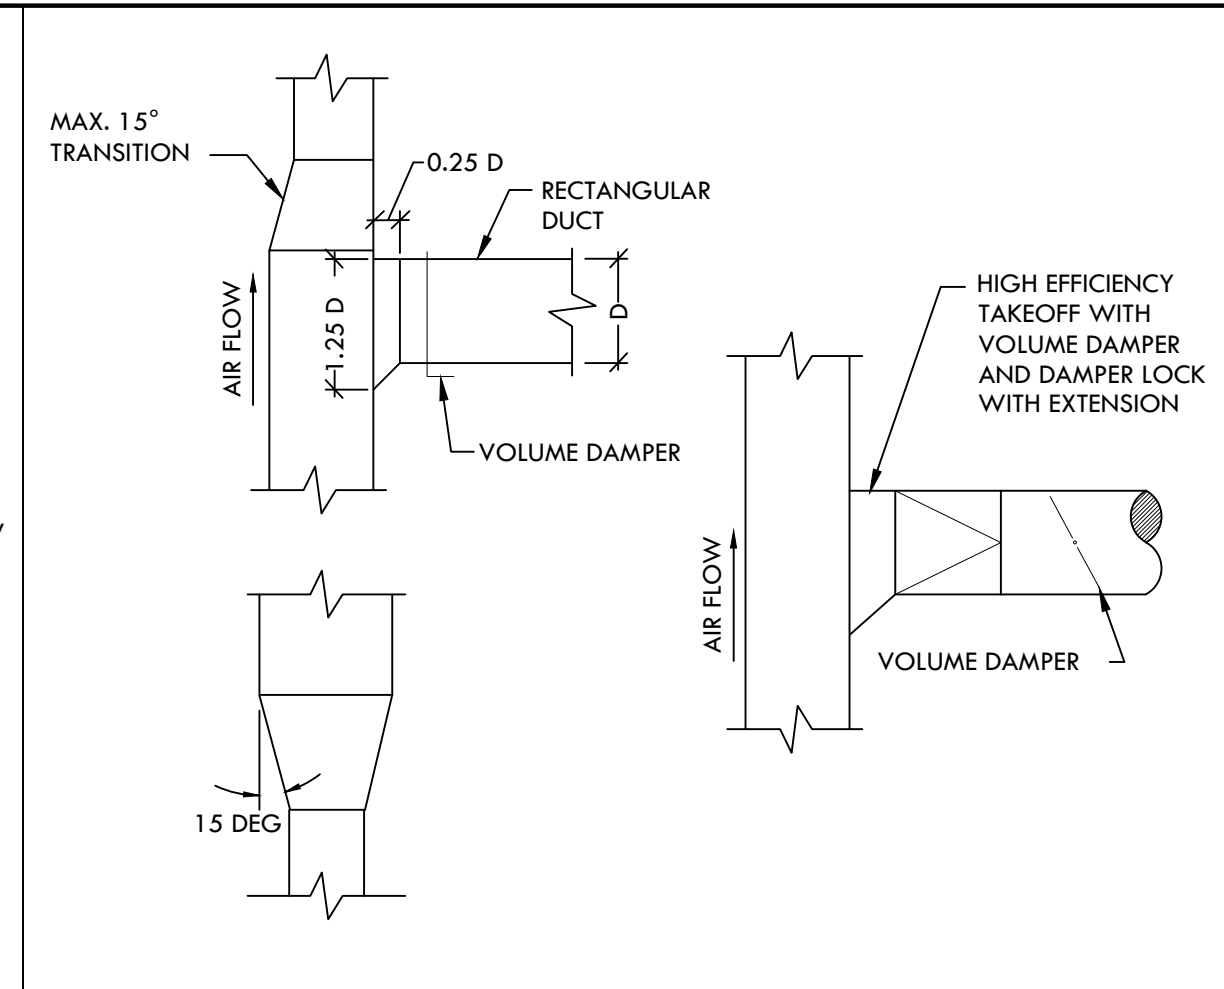 MAX. 15°
TRANSITION
0.25 D
RECTANGULAR
DUCT
AIR FLOW
1.25 D
D
VOLUME DAMPER
HIGH EFFICIENCY
TAKEOFF WITH
VOLUME DAMPER
AND DAMPER LOCK
WITH EXTENSION
AIR FLOW
VOLUME DAMPER
15 DEG